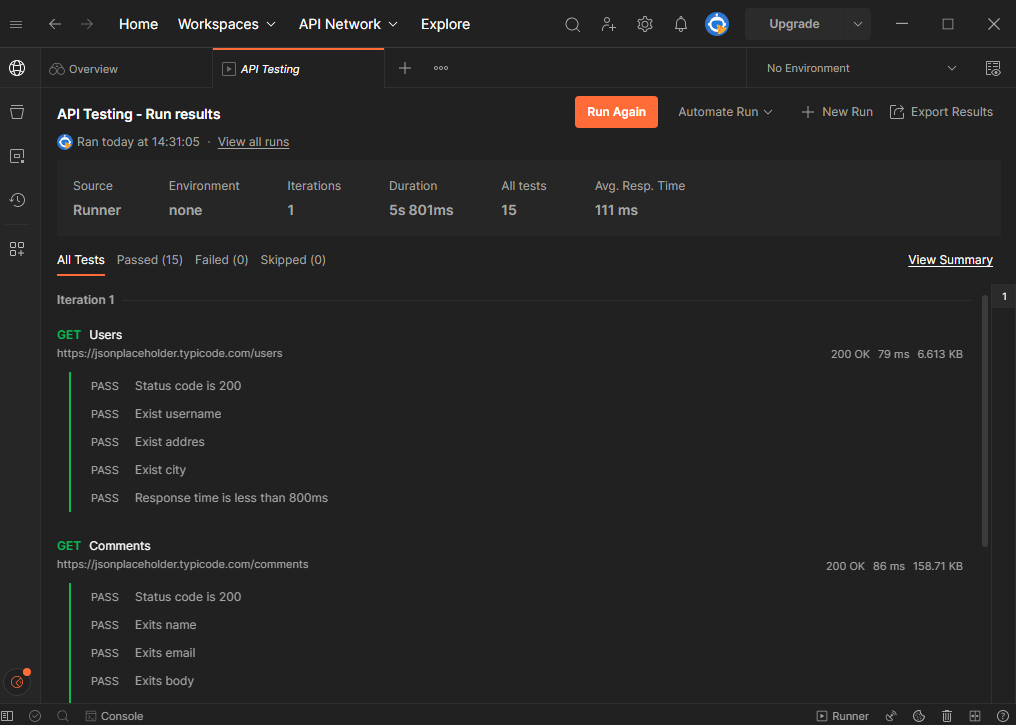 Home Workspaces API Network Explore Upgrade
Overview API Testing No Environment
API Testing - Run results Run Again Automate Run New Run Export Results
Ran today at 14:31:05 · View all runs
Source Environment Iterations Duration All tests Avg. Resp. Time
Runner none 1 5s 801ms 15 111 ms
All Tests Passed (15) Failed (0) Skipped (0) View Summary
Iteration 1 1
GET Users
https://jsonplaceholder.typicode.com/users 200 OK 79 ms 6.613 KB
PASS Status code is 200
PASS Exist username
PASS Exist addres
PASS Exist city
PASS Response time is less than 800ms
GET Comments
https://jsonplaceholder.typicode.com/comments 200 OK 86 ms 158.71 KB
PASS Status code is 200
PASS Exits name
PASS Exits email
PASS Exits body
Console Runner